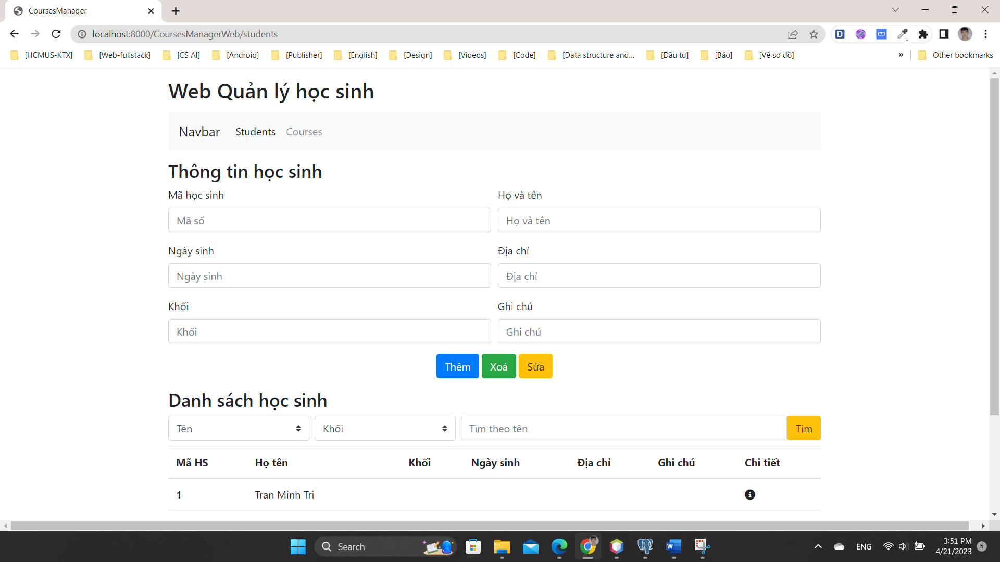 CoursesManager
localhost:8000/CoursesManagerWeb/students
[HCMUS-KTX] [Web-fullstack] [CS AI] [Android] [Publisher] [English] [Design] [Videos] [Code] [Data structure and... [Đầu tư] [Báo] [Vẽ sơ đồ] » Other bookmarks
Web Quản lý học sinh
Navbar Students Courses
Thông tin học sinh
Mã học sinh Họ và tên
Mã số Họ và tên
Ngày sinh Địa chỉ
Ngày sinh Địa chỉ
Khối Ghi chú
Khối Ghi chú
Thêm Xoá Sửa
Danh sách học sinh
Tên Khối Tìm theo tên Tìm
Mã HS Họ tên Khối Ngày sinh Địa chỉ Ghi chú Chi tiết
1 Tran Minh Tri
Search ENG 3:51 PM
4/21/2023 5